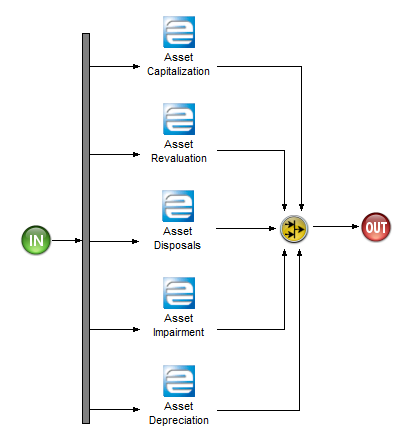 Asset
Capitalization
Asset
Revaluation
Asset
Disposals
IN
OUT
Asset
Impairment
Asset
Depreciation